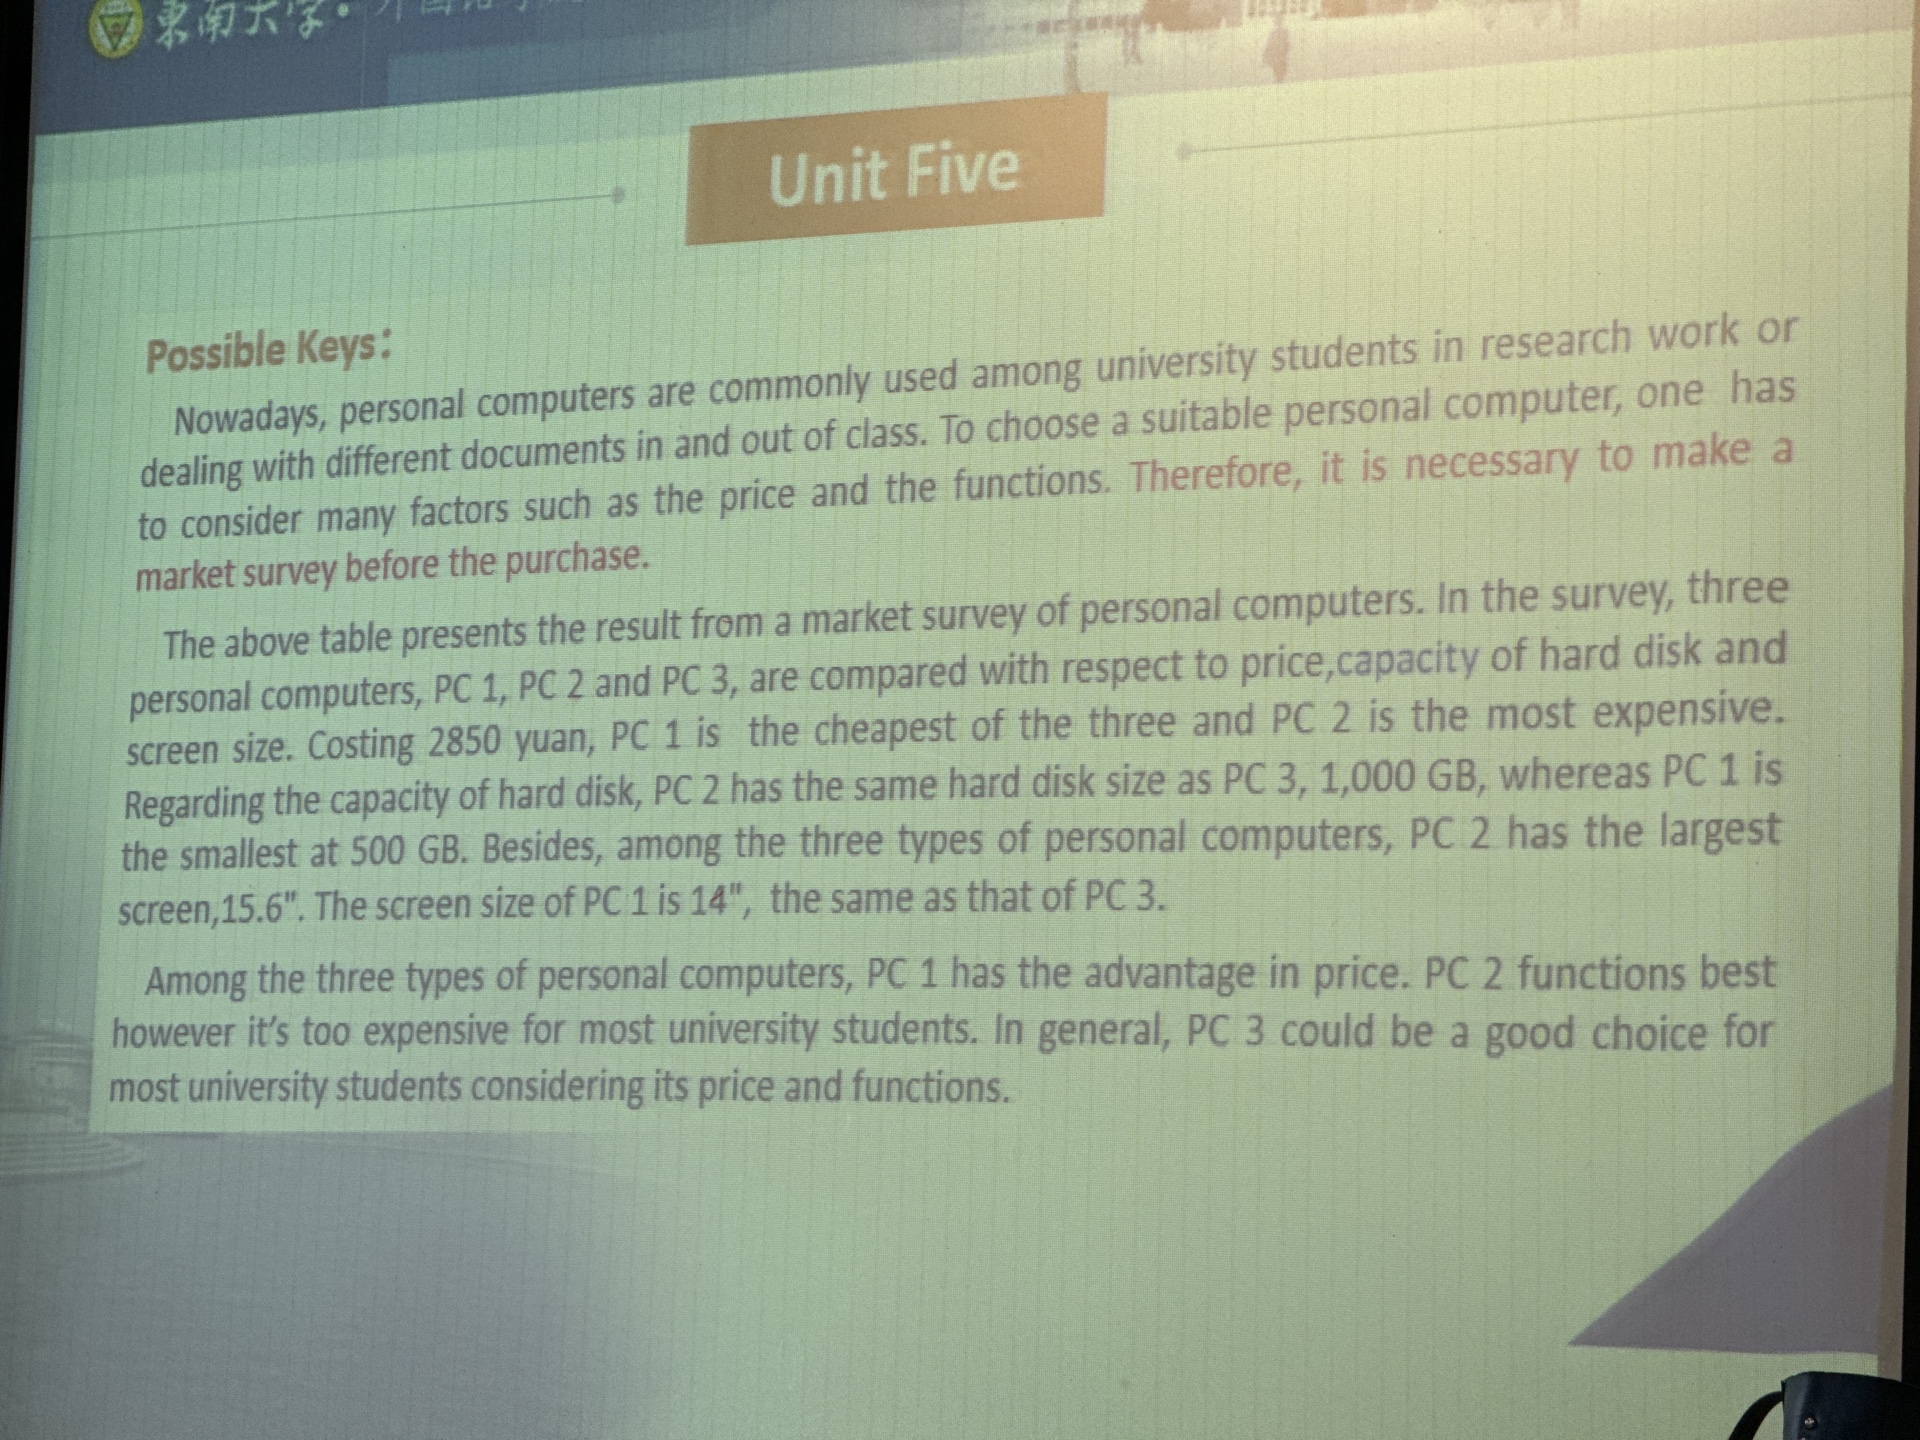 東南大学·
Unit Five
Possible Keys:
Nowadays, personal computers are commonly used among university students in research work or
dealing with different documents in and out of class. To choose a suitable personal computer, one has
to consider many factors such as the price and the functions. Therefore, it is necessary to make a
market survey before the purchase.
The above table presents the result from a market survey of personal computers. In the survey, three
personal computers, PC 1, PC 2 and PC 3, are compared with respect to price,capacity of hard disk and
screen size. Costing 2850 yuan, PC 1 is the cheapest of the three and PC 2 is the most expensive.
Regarding the capacity of hard disk, PC 2 has the same hard disk size as PC 3, 1,000 GB, whereas PC 1 is
the smallest at 500 GB. Besides, among the three types of personal computers, PC 2 has the largest
screen,15.6". The screen size of PC 1 is 14", the same as that of PC 3.
Among the three types of personal computers, PC 1 has the advantage in price. PC 2 functions best
however it's too expensive for most university students. In general, PC 3 could be a good choice for
most university students considering its price and functions.